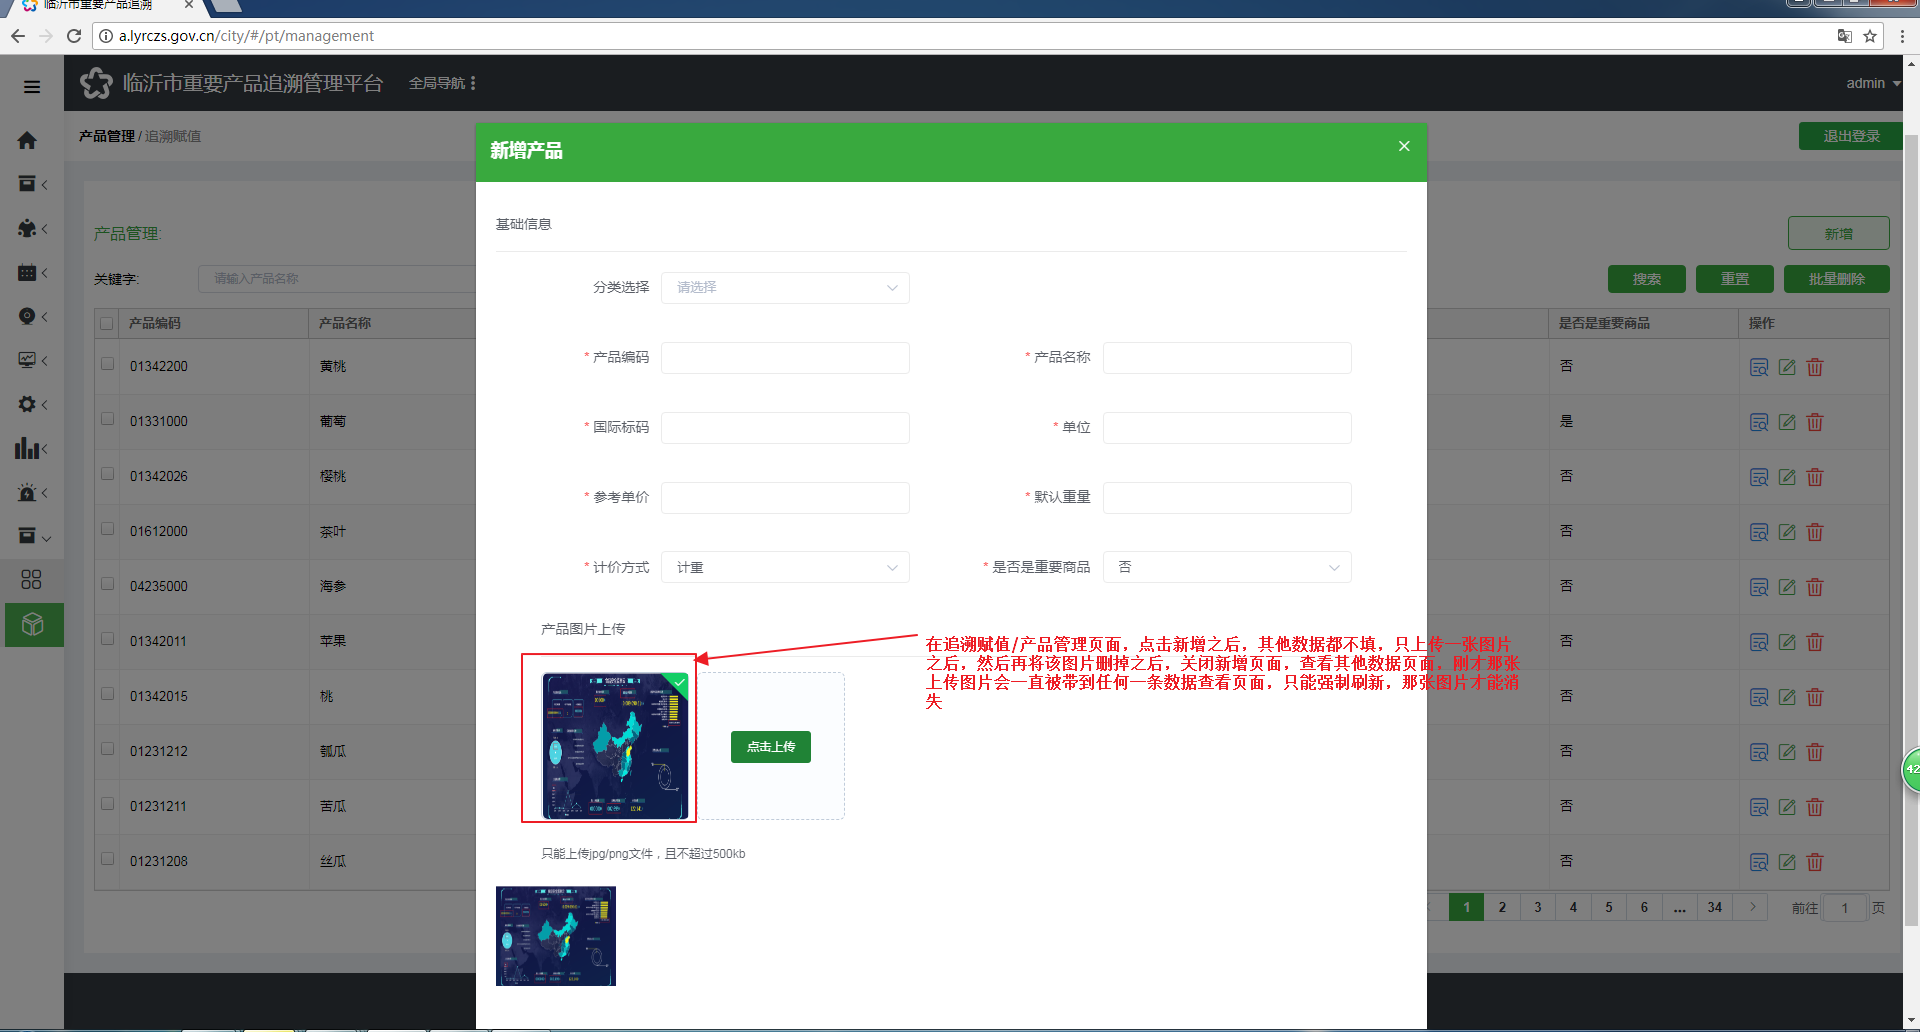 临沂市重要产品追溯
a.lyrczs.gov.cn/city/#/pt/management
临沂市重要产品追溯管理平台
全局导航
admin
产品管理 / 追溯赋值
退出登录
新增产品
基础信息
产品管理:
新增
关键字:
请输入产品名称
搜索
重置
批量删除
产品编码
产品名称
是否是重要商品
操作
01342200
黄桃
否
01331000
葡萄
是
01342026
樱桃
否
01612000
茶叶
否
04235000
海参
否
01342011
苹果
否
01342015
桃
否
01231212
瓠瓜
否
01231211
苦瓜
否
01231208
丝瓜
否
分类选择
请选择
* 产品编码
* 产品名称
* 国际标码
* 单位
* 参考单价
* 默认重量
* 计价方式
计重
* 是否是重要商品
否
产品图片上传
点击上传
只能上传jpg/png文件，且不超过500kb
在追溯赋值/产品管理页面，点击新增之后，其他数据都不填，只上传一张图片
之后，然后再将该图片删掉之后，关闭新增页面，查看其他数据页面，刚才那张
上传图片会一直被带到任何一条数据查看页面，只能强制刷新，那张图片才能消
失
1
2
3
4
5
6
...
34
前往
1
页
42